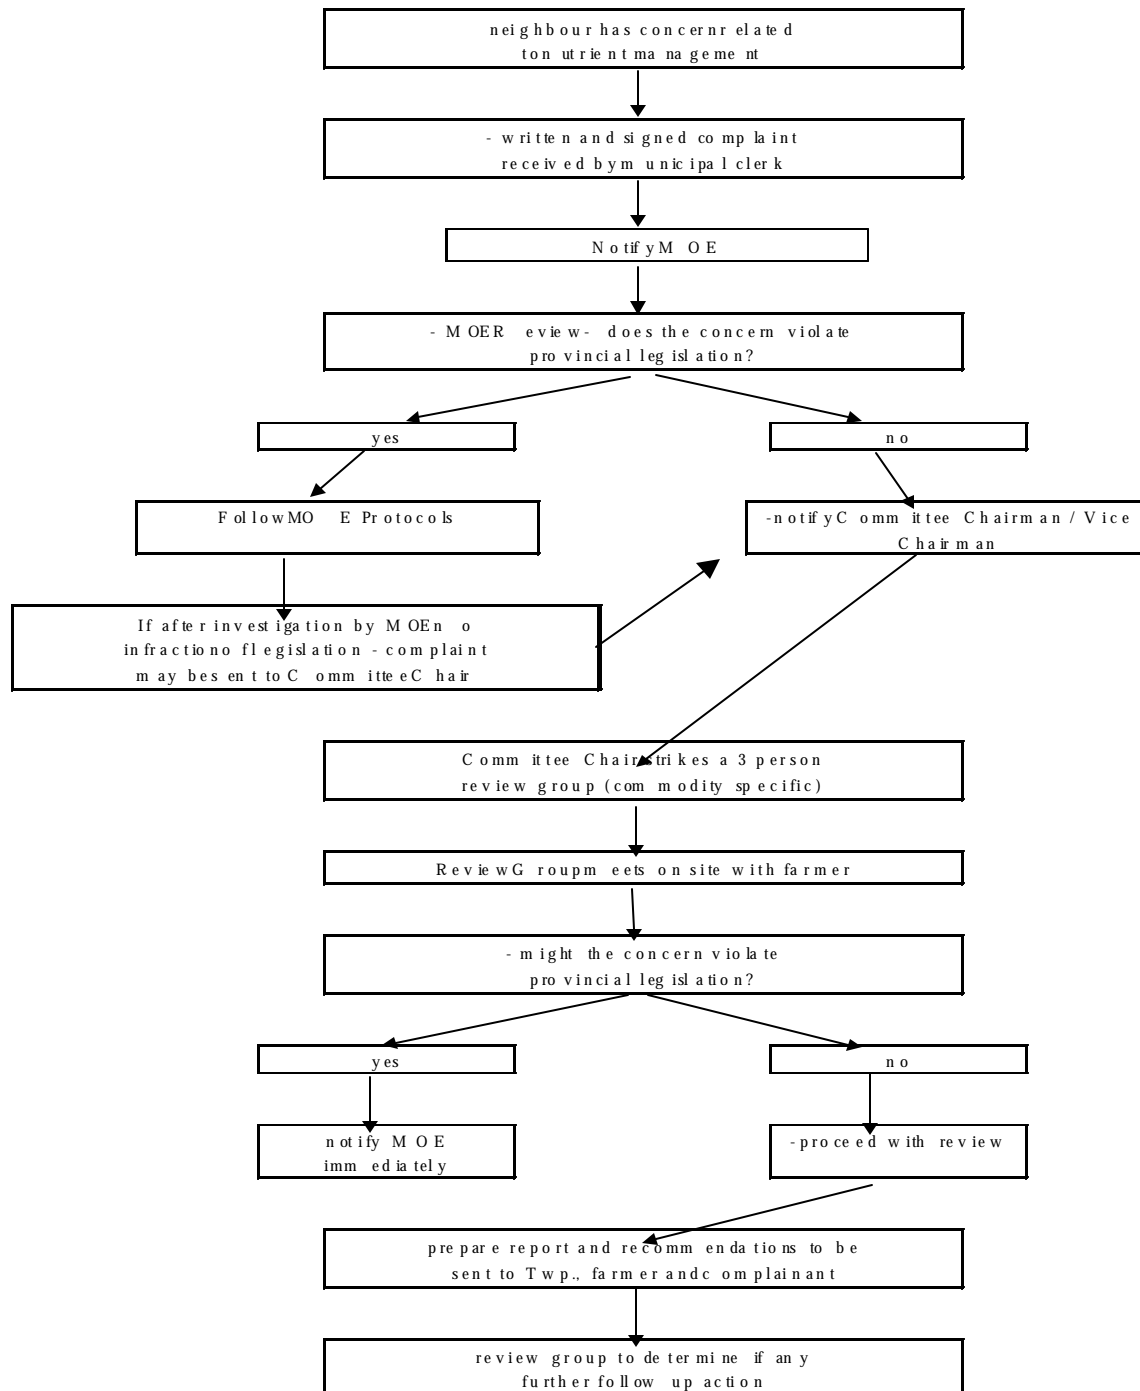 neighbour has concern related
to nutrient management
- written and signed complaint
received by municipal clerk
Notify MOE
- MOE Review - does the concern violate
provincial legislation?
yes
no
Follow MOE Protocols
-notify Committee Chairman / Vice
Chairman
If after investigation by MOE no
infraction of legislation - complaint
may be sent to Committee Chair
Committee Chair strikes a 3 person
review group (commodity specific)
Review Group meets on site with farmer
- might the concern violate
provincial legislation?
yes
no
notify MOE
immediately
-proceed with review
prepare report and recommendations to be
sent to Twp., farmer and complainant
review group to determine if any
further follow up action